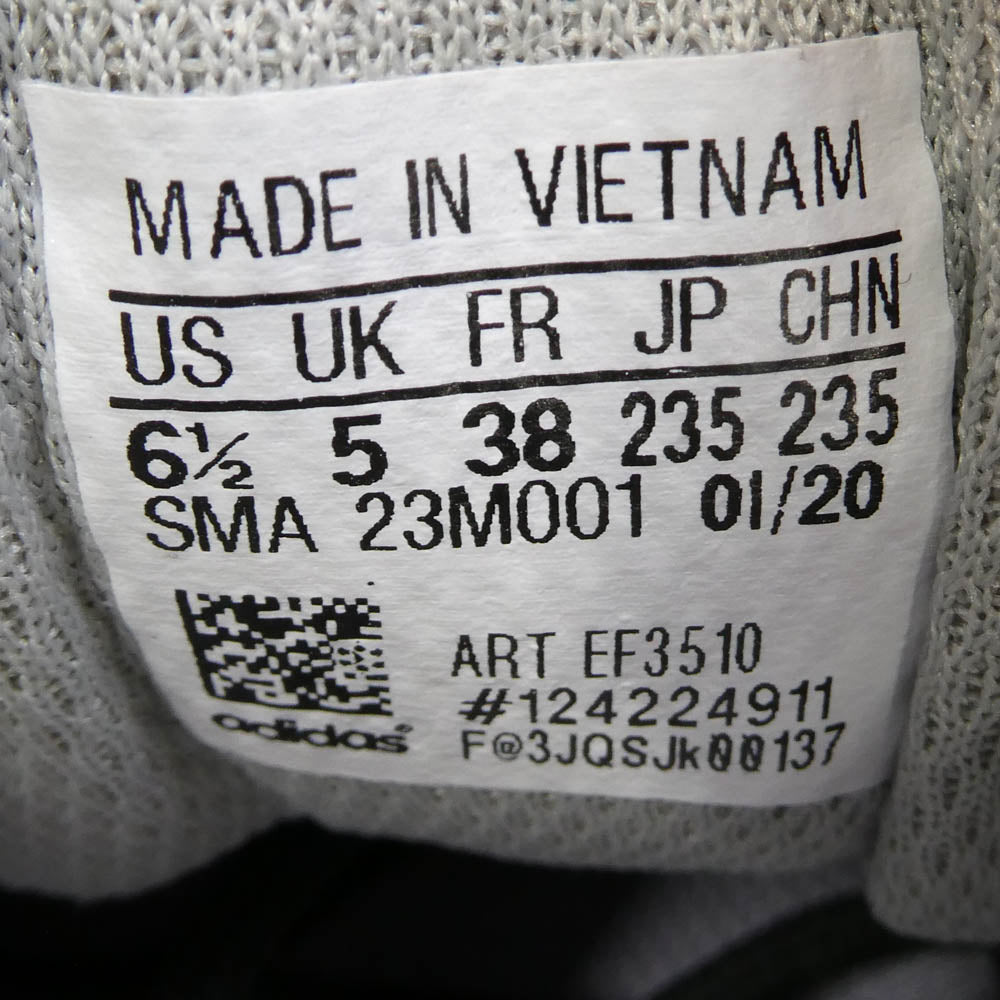 MADE IN VIETNAM
US UK FR JP CHN
6½ 5 38 235 235
SMA 23M001 01/20
ART EF3510
#124224911
F@3JQSJk00137
adidas®